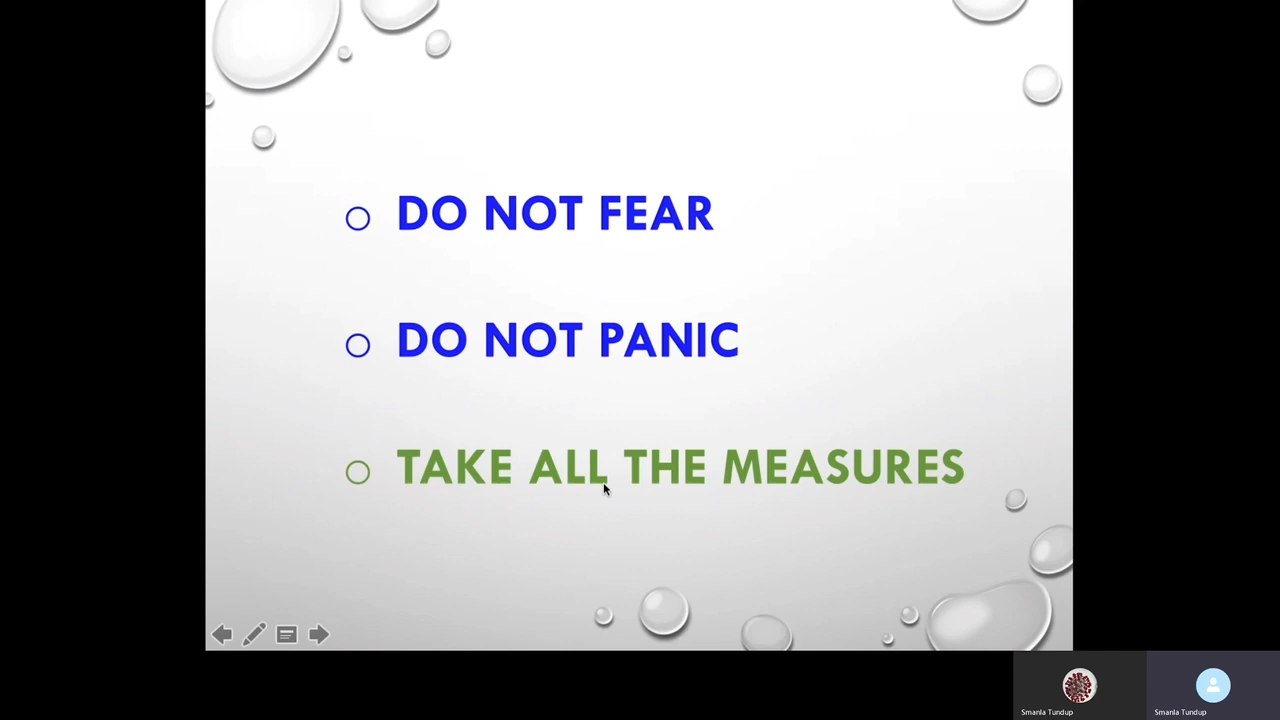 DO NOT FEAR
DO NOT PANIC
TAKE ALL THE MEASURES
Smanla Tundup
Smanla Tundup